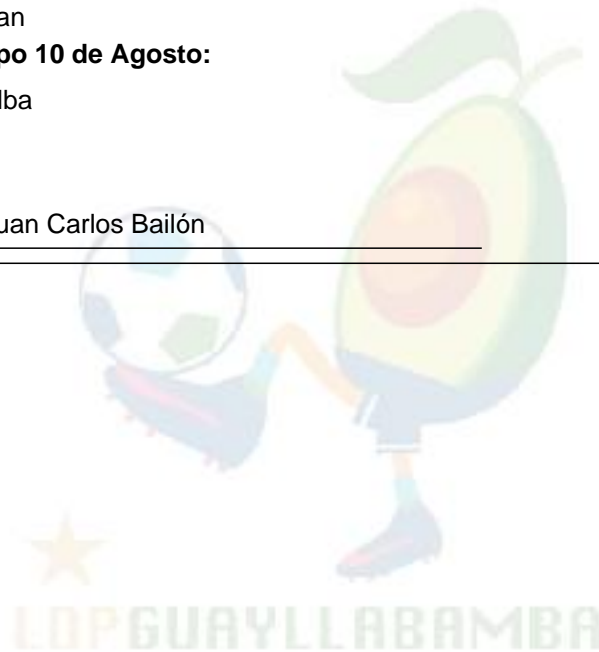 an
po 10 de Agosto:
lba
uan Carlos Bailón
LDPGUAYLLABAMBA